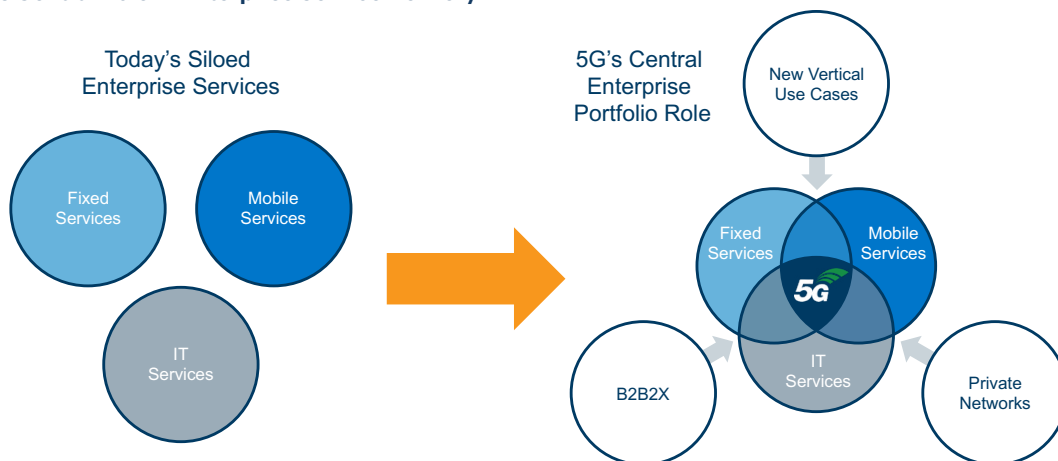 Today's Siloed
Enterprise Services
Fixed
Services
Mobile
Services
IT
Services
5G's Central
Enterprise
Portfolio Role
New Vertical
Use Cases
Fixed
Services
Mobile
Services
5G
IT
Services
B2B2X
Private
Networks